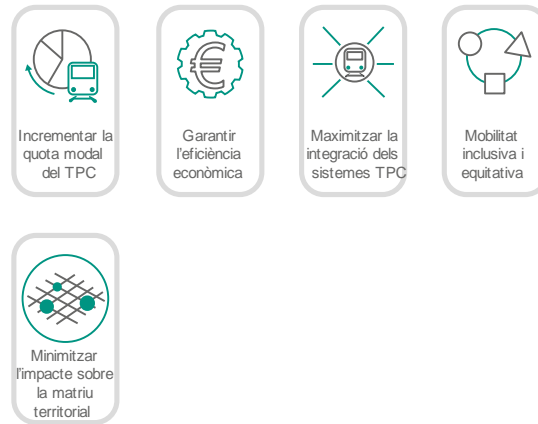 Incrementar la
quota modal
del TPC
Garantir
l'eficiència
econòmica
Maximitzar la
integració dels
sistemes TPC
Mobilitat
inclusiva i
equitativa
Minimitzar
l'impacte sobre
la matriu
territorial